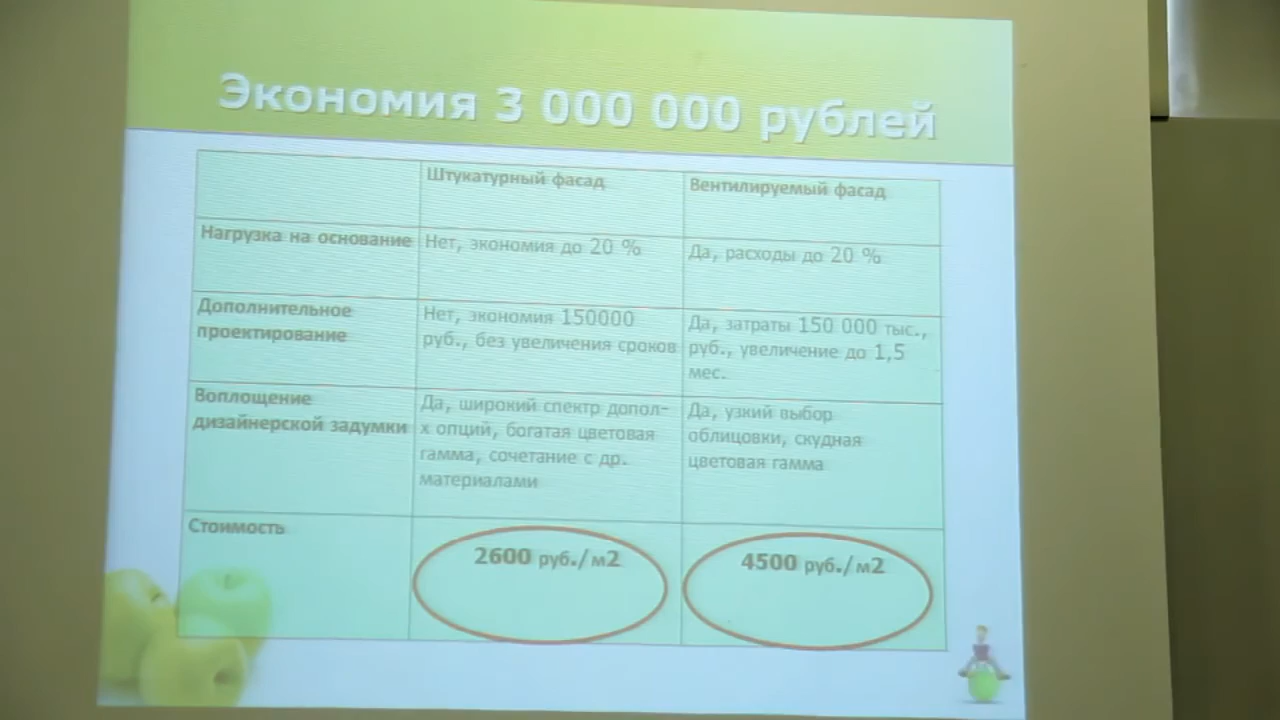 Экономия 3 000 000 рублей
Штукатурный фасад
Вентилируемый фасад
Нагрузка на основание
Нет, экономия до 20 %
Да, расходы до 20 %
Дополнительное
проектирование
Нет, экономия 150000
руб., без увеличения сроков
Да, затраты 150 000 тыс.,
руб., увеличение до 1,5
мес.
Воплощение
дизайнерской задумки
Да, широкий спектр допол-
х опций, богатая цветовая
гамма, сочетание с др.
материалами
Да, узкий выбор
облицовки, скудная
цветовая гамма
Стоимость
2600 руб./м2
4500 руб./м2